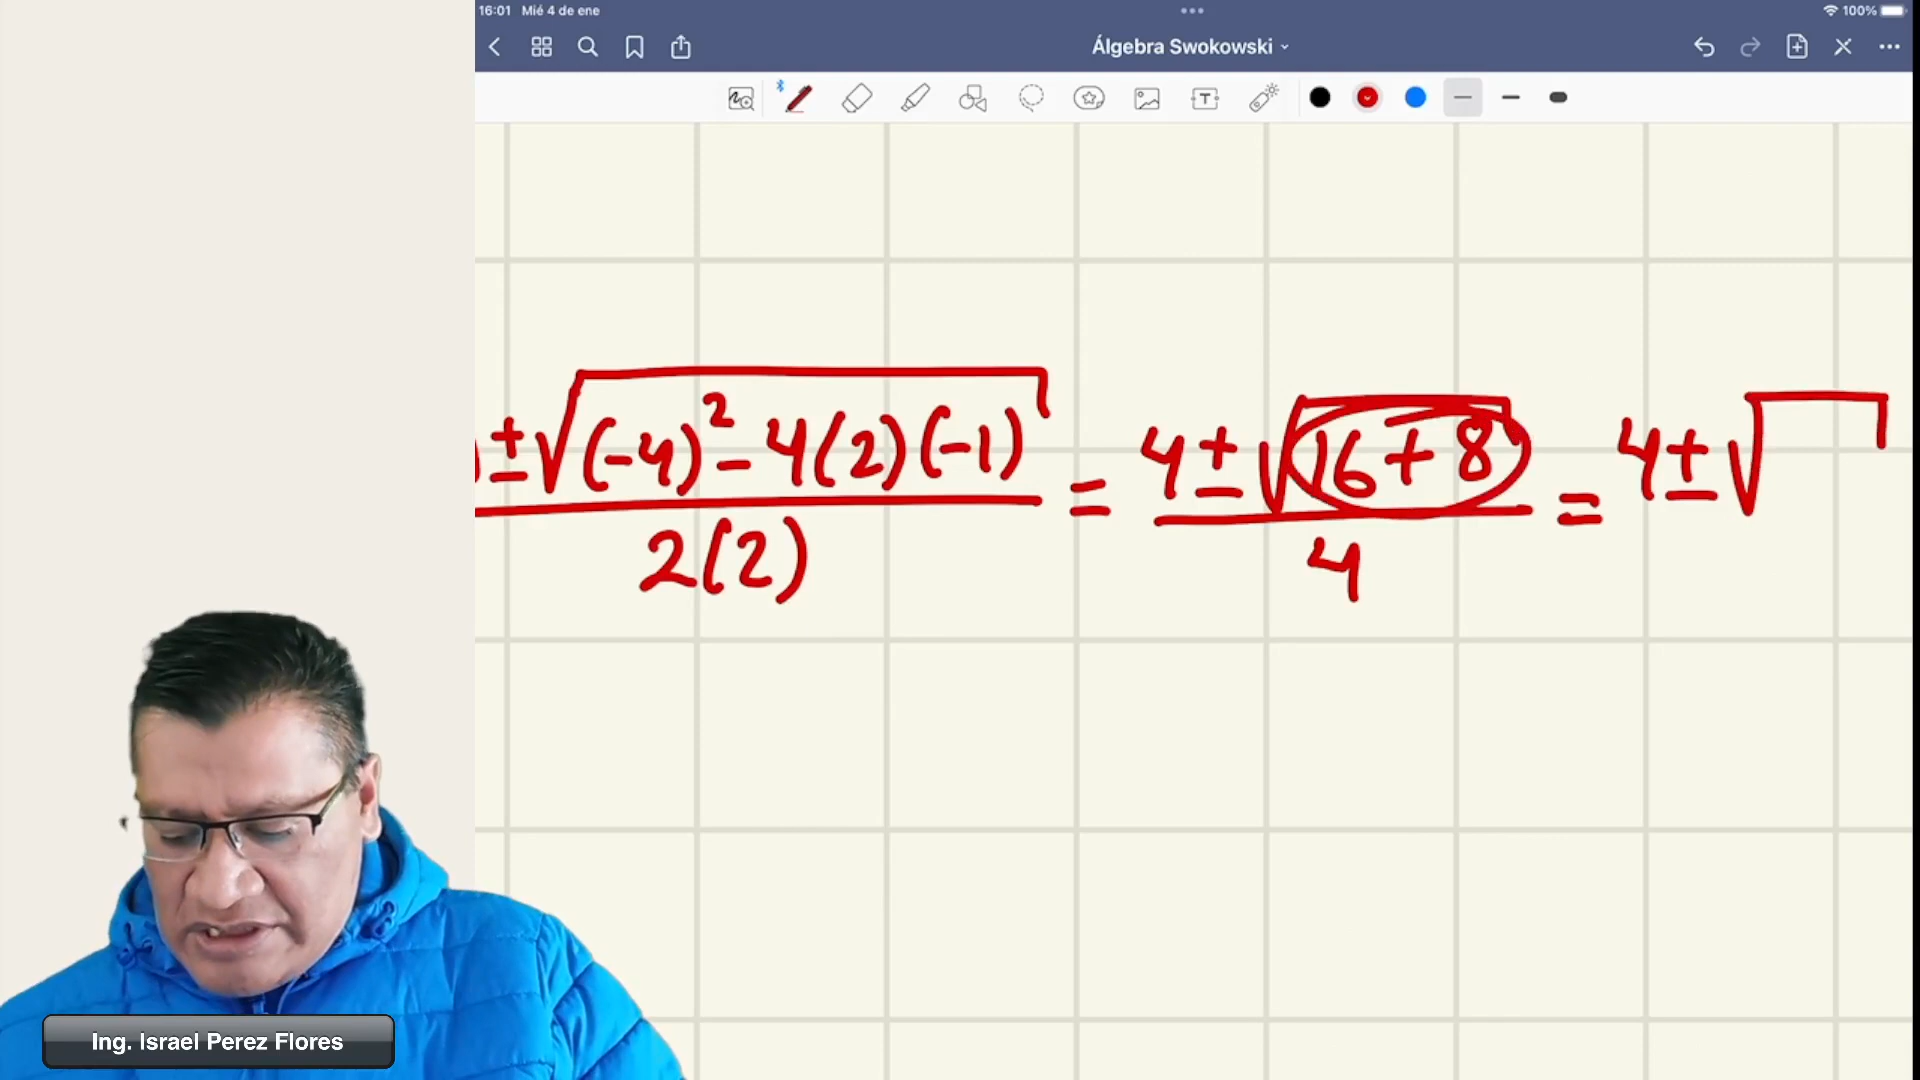 16:01 Mié 4 de ene
100%
Álgebra Swokowski
± √(-4)² - 4(2)(-1) / 2(2) = 4 ± √16 + 8 / 4 = 4 ± √
Ing. Israel Perez Flores